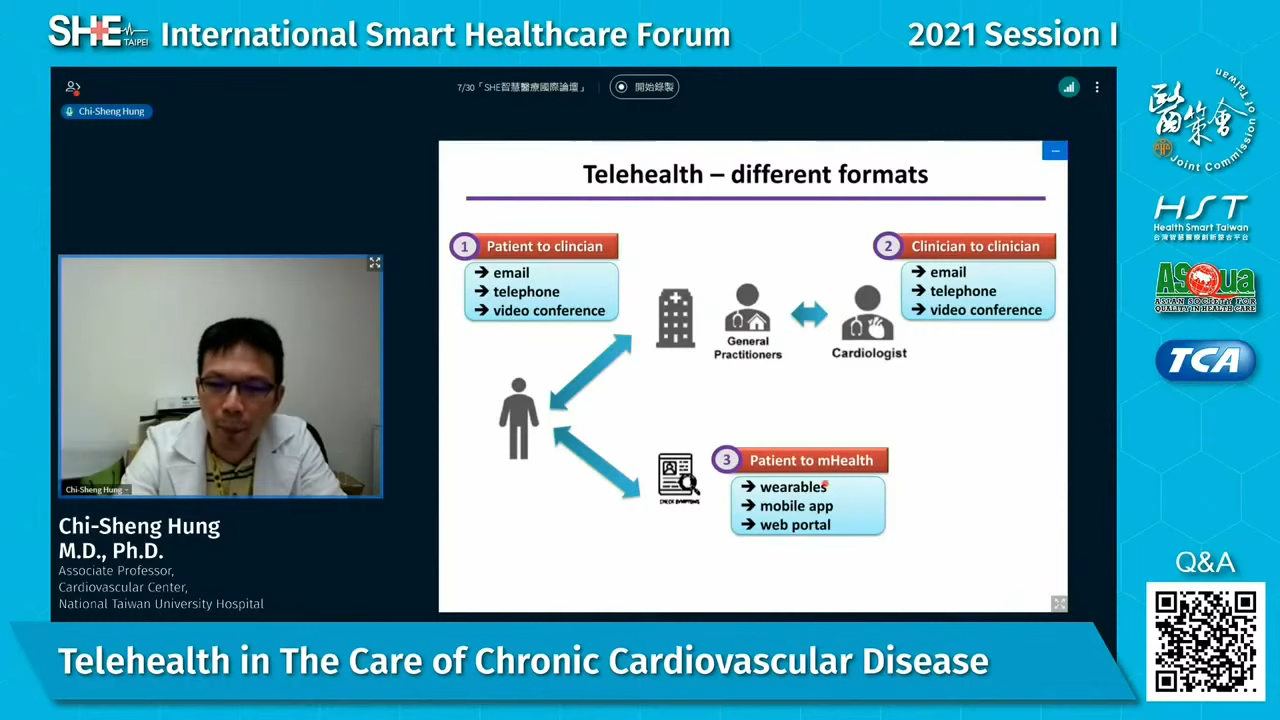 SHE TAIPEI International Smart Healthcare Forum
2021 Session I
7/30「SHE智慧醫療國際論壇」
開始錄製
Chi-Sheng Hung
Telehealth – different formats
1 Patient to clincian
→ email
→ telephone
→ video conference
2 Clinician to clinician
→ email
→ telephone
→ video conference
General
Practitioners
Cardiologist
3 Patient to mHealth
→ wearables
→ mobile app
→ web portal
CHECK SYMPTOMS
Chi-Sheng Hung
Chi-Sheng Hung
M.D., Ph.D.
Associate Professor,
Cardiovascular Center,
National Taiwan University Hospital
Telehealth in The Care of Chronic Cardiovascular Disease
醫策會
Joint Commission of Taiwan
HST
Health Smart Taiwan
台灣智慧醫療創新整合平台
ASQua
ASIAN SOCIETY FOR
QUALITY IN HEALTH CARE
TCA
Q&A